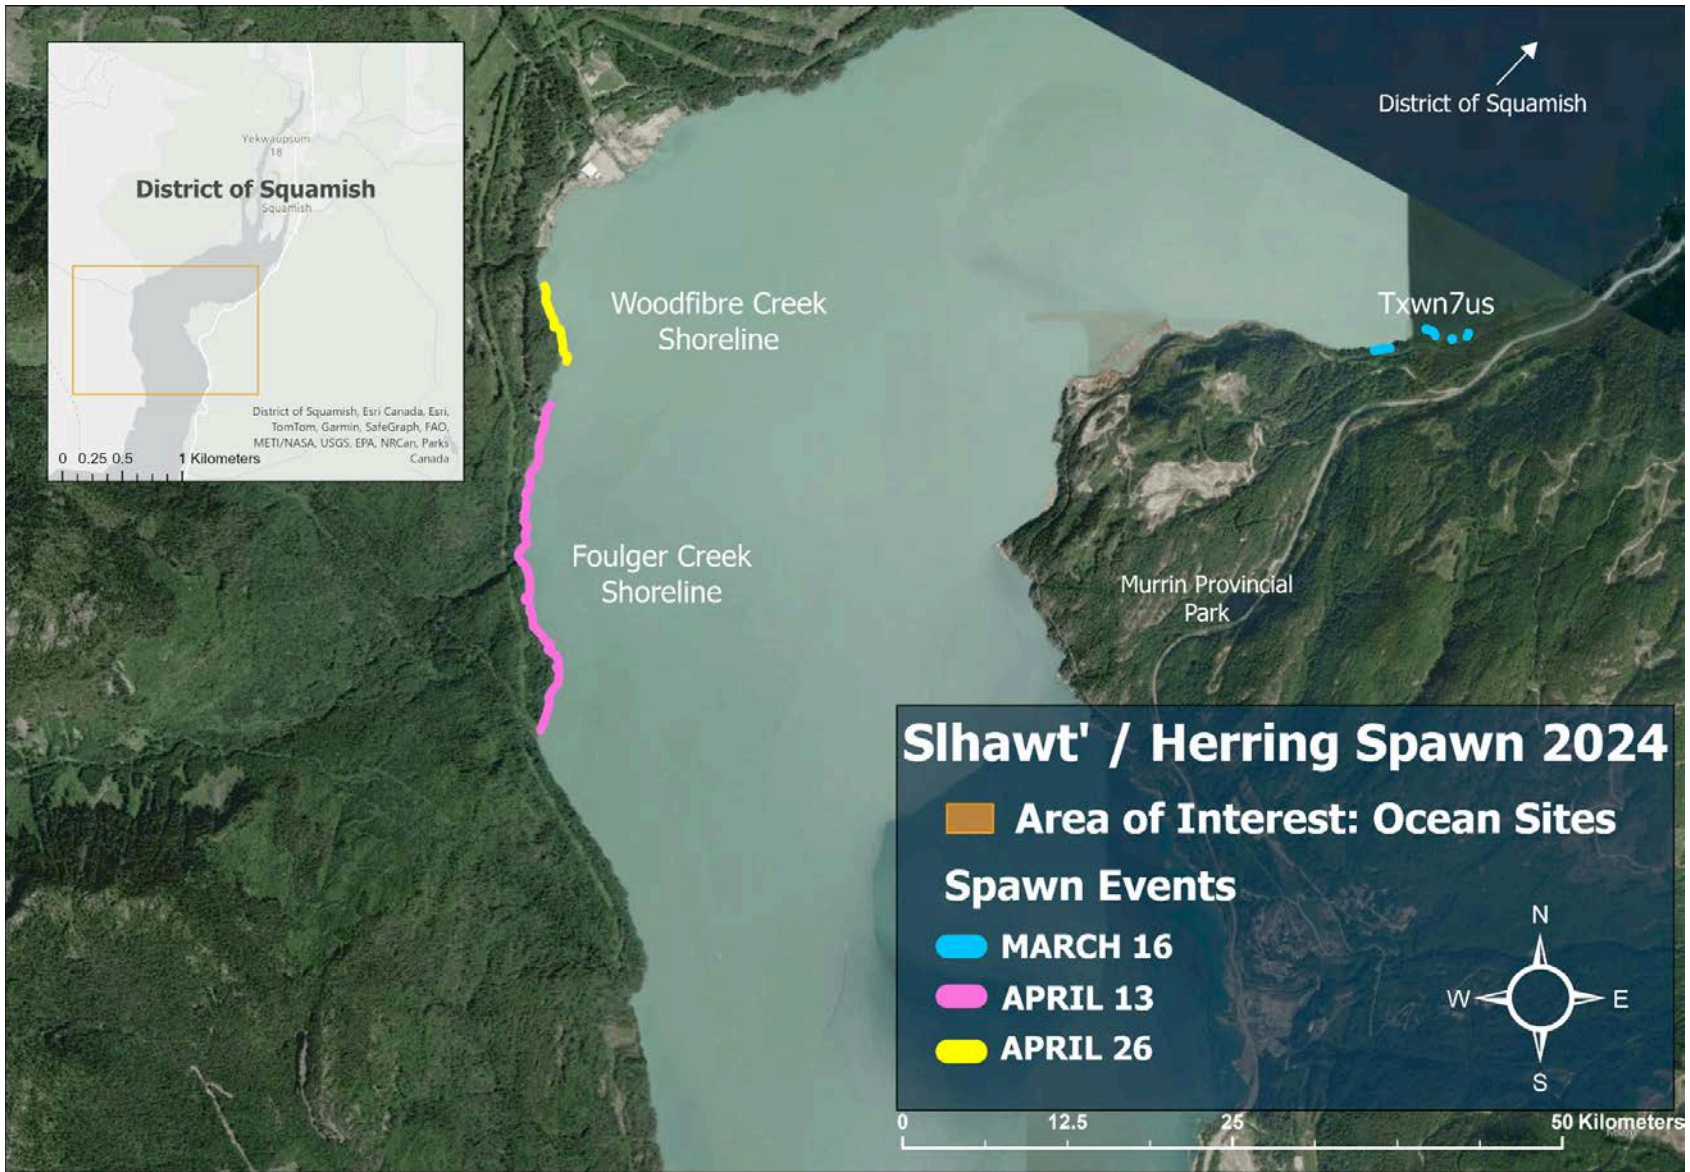 District of Squamish
Yekwaupsum
18
District of Squamish
Squamish
District of Squamish, Esri Canada, Esri,
TomTom, Garmin, SafeGraph, FAO,
METI/NASA, USGS, EPA, NRCan, Parks
Canada
0 0.25 0.5 1 Kilometers
Woodfibre Creek
Shoreline
Txwn7us
Foulger Creek
Shoreline
Murrin Provincial
Park
Slhawt' / Herring Spawn 2024
Area of Interest: Ocean Sites
Spawn Events
MARCH 16
APRIL 13
APRIL 26
N
W E
S
0 12.5 25 50 Kilometers